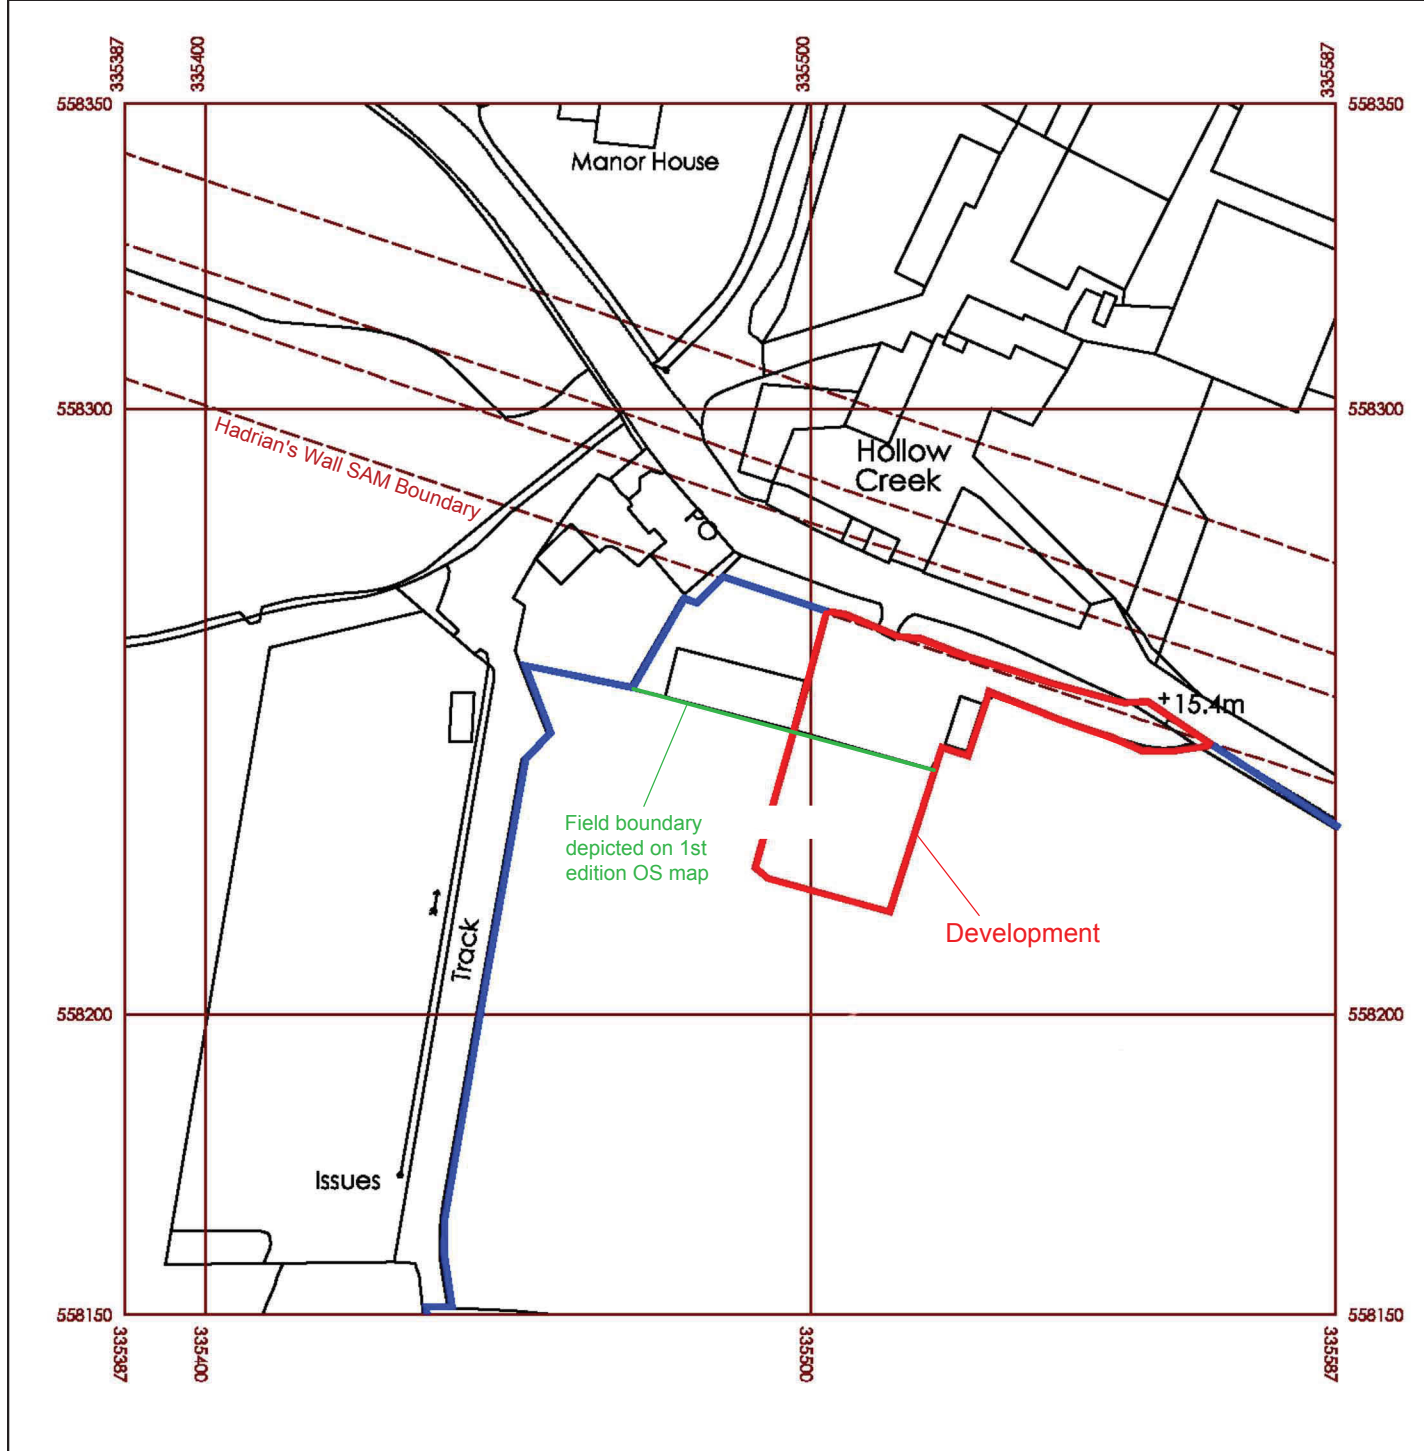 335387
335400
335500
335587
558350
558350
Manor House
558300
558300
Hadrian's Wall SAM Boundary
Hollow
Creek
PO
+15.4m
Field boundary
depicted on 1st
edition OS map
Development
Track
558200
558200
Issues
558150
558150
335387
335400
335500
335587